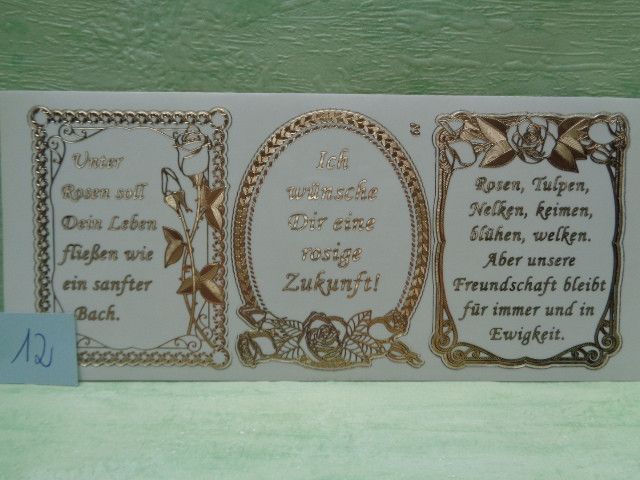 Unter
Rosen soll
Dein Leben
fließen wie
ein sanfter
Bach.
Ich
wünsche
Dir eine
rosige
Zukunft!
Rosen, Tulpen,
Nelken, keimen,
blühen, welken.
Aber unsere
Freundschaft bleibt
für immer und in
Ewigkeit.
12